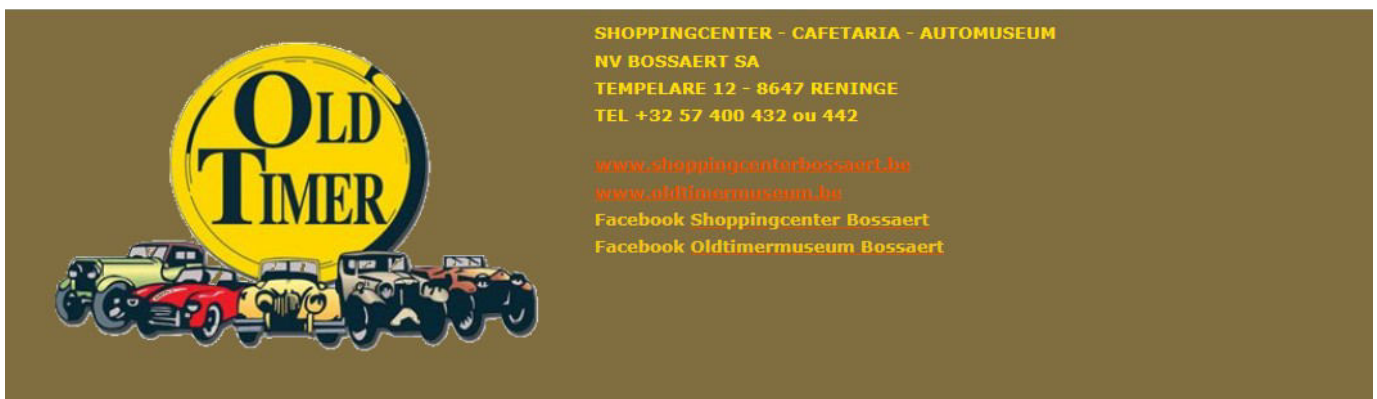 OLD
TIMER
SHOPPINGCENTER - CAFETARIA - AUTOMUSEUM
NV BOSSAERT SA
TEMPELARE 12 - 8647 RENINGE
TEL +32 57 400 432 ou 442
www.shoppingcenterbossaert.be
www.oldtimermuseum.be
Facebook Shoppingcenter Bossaert
Facebook Oldtimermuseum Bossaert